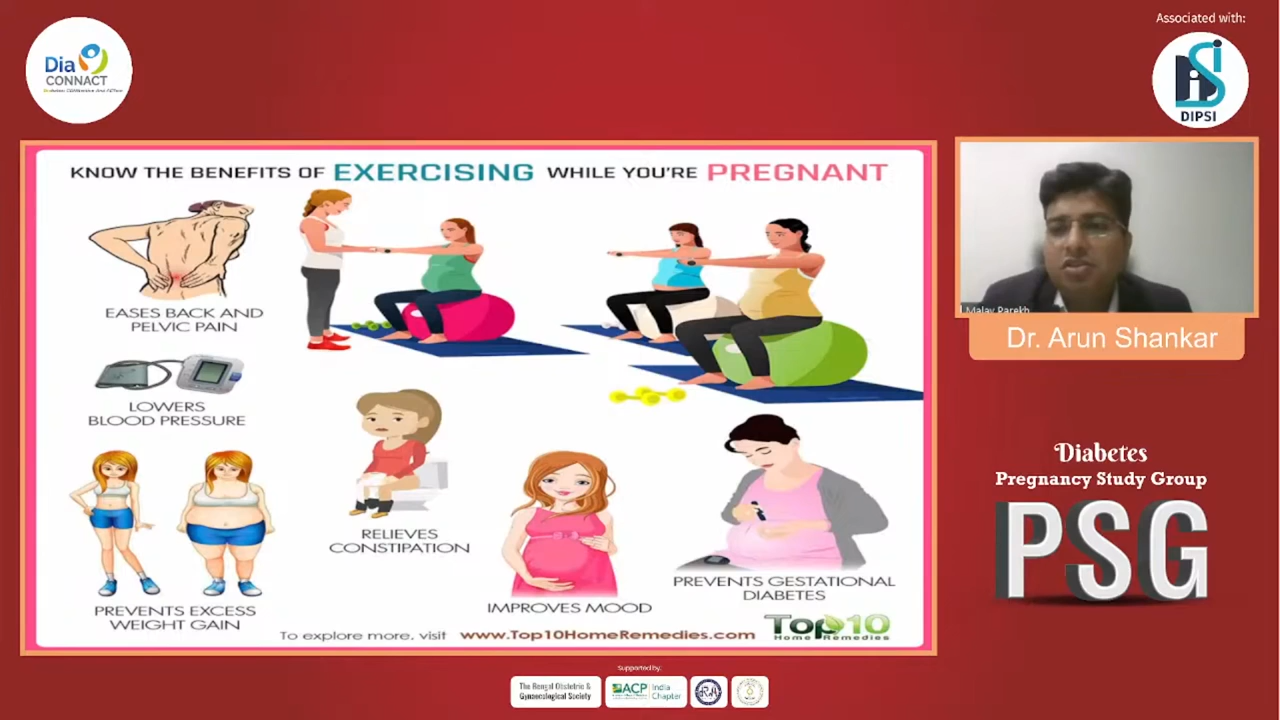 Associated with:
Dia
CONNACT
DIPSI
KNOW THE BENEFITS OF EXERCISING WHILE YOU'RE PREGNANT
EASES BACK AND
PELVIC PAIN
LOWERS
BLOOD PRESSURE
PREVENTS EXCESS
WEIGHT GAIN
RELIEVES
CONSTIPATION
IMPROVES MOOD
PREVENTS GESTATIONAL
DIABETES
To explore more, visit www.Top10HomeRemedies.com
Top10
Home Remedies
Malay Parekh
Dr. Arun Shankar
Diabetes
Pregnancy Study Group
PSG
Supported by:
The Bengal Obstetric &
Gynaecological Society
ACP India
Chapter